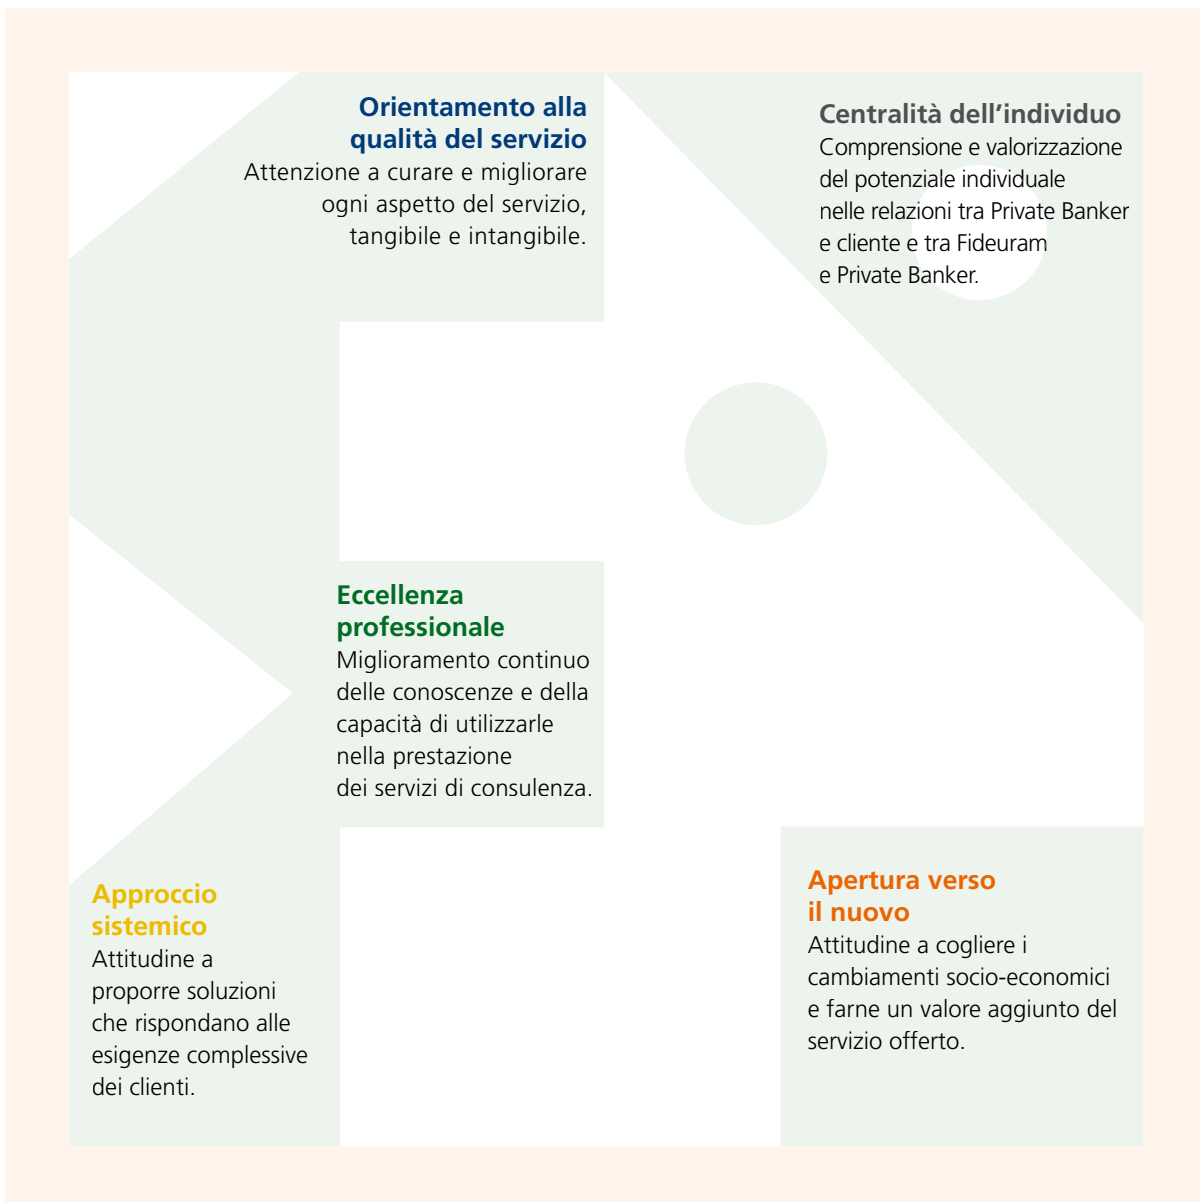 Orientamento alla
qualità del servizio
Attenzione a curare e migliorare
ogni aspetto del servizio,
tangibile e intangibile.
Centralità dell’individuo
Comprensione e valorizzazione
del potenziale individuale
nelle relazioni tra Private Banker
e cliente e tra Fideuram
e Private Banker.
Eccellenza
professionale
Miglioramento continuo
delle conoscenze e della
capacità di utilizzarle
nella prestazione
dei servizi di consulenza.
Approccio
sistemico
Attitudine a
proporre soluzioni
che rispondano alle
esigenze complessive
dei clienti.
Apertura verso
il nuovo
Attitudine a cogliere i
cambiamenti socio-economici
e farne un valore aggiunto del
servizio offerto.